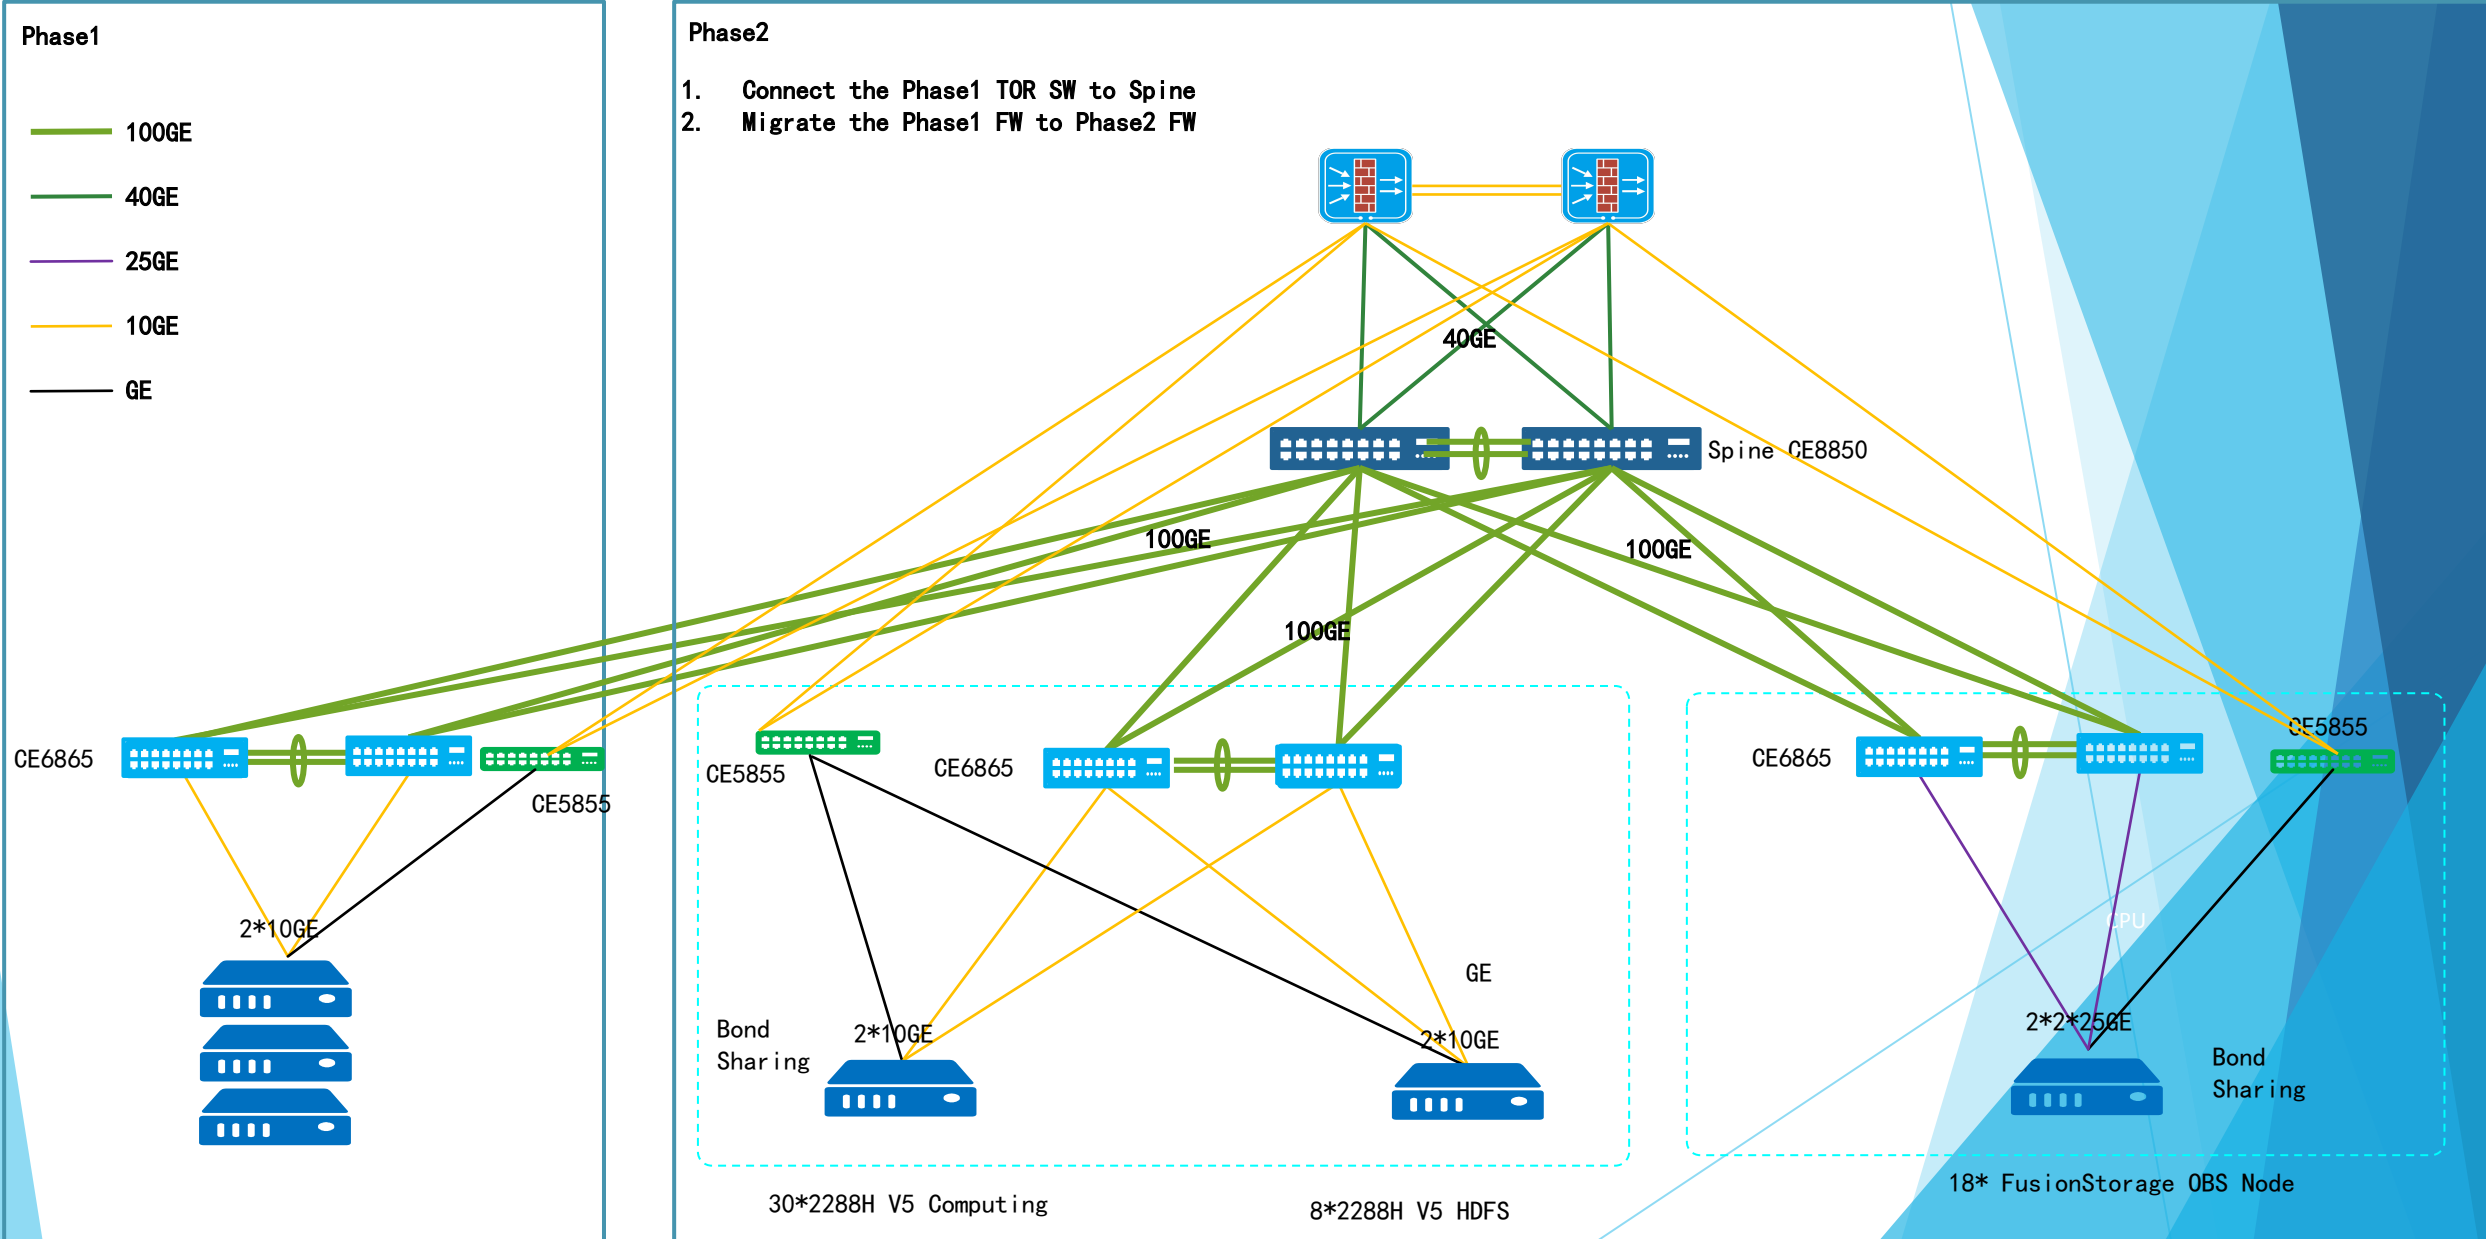 Phase1
100GE
40GE
25GE
10GE
GE
CE6865
CE5855
2*10GE
Phase2
1. Connect the Phase1 TOR SW to Spine
2. Migrate the Phase1 FW to Phase2 FW
40GE
Spine CE8850
100GE
100GE
100GE
CE5855
CE6865
GE
Bond
Sharing
2*10GE
2*10GE
30*2288H V5 Computing
8*2288H V5 HDFS
CE6865
CE5855
CPU
2*2*25GE
Bond
Sharing
18* FusionStorage OBS Node